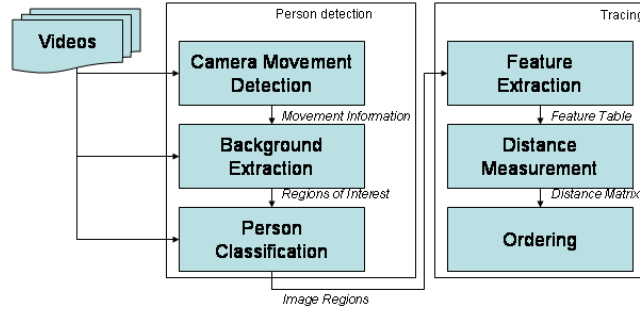 Person detection
Tracing
Videos
Camera Movement
Detection
Movement Information
Background
Extraction
Regions of Interest
Person
Classification
Image Regions
Feature
Extraction
Feature Table
Distance
Measurement
Distance Matrix
Ordering